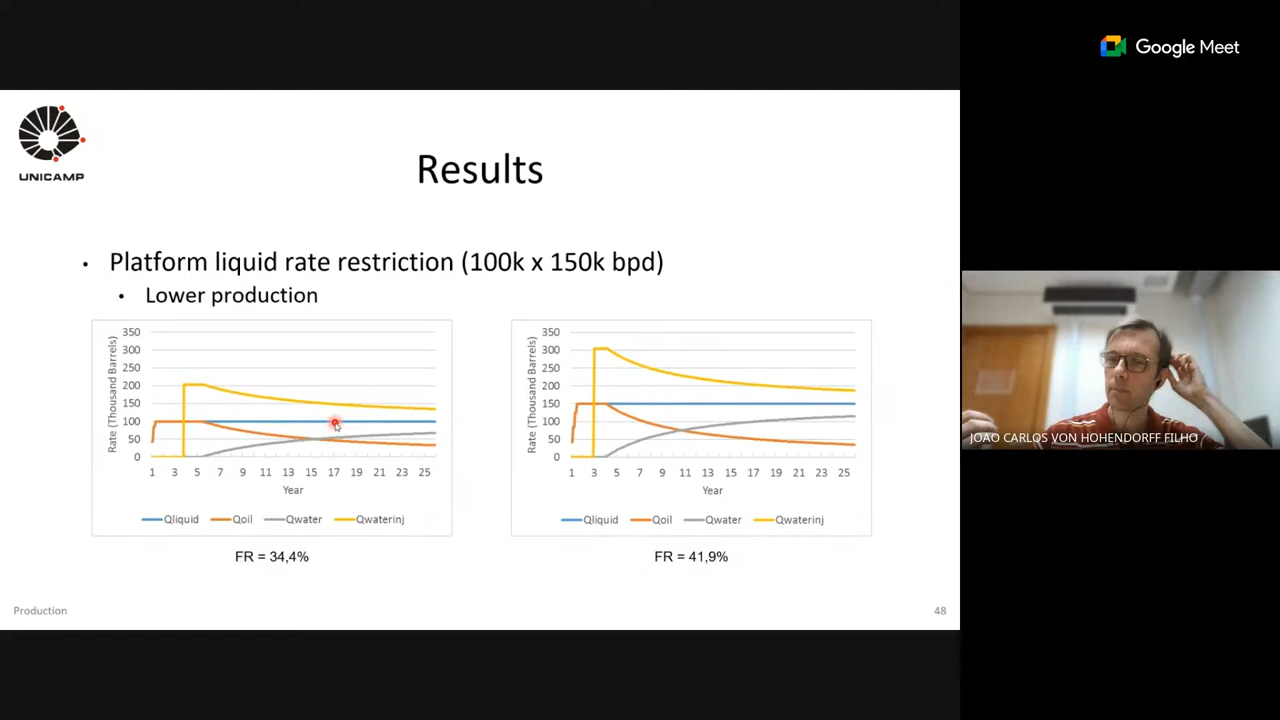 Google Meet
UNICAMP
Results
• Platform liquid rate restriction (100k x 150k bpd)
• Lower production
Rate (Thousand Barrels)
350
300
250
200
150
100
50
0
1 3 5 7 9 11 13 15 17 19 21 23 25
Year
Qliquid Qoil Qwater Qwaterinj
FR = 34,4%
Rate (Thousand Barrels)
350
300
250
200
150
100
50
0
1 3 5 7 9 11 13 15 17 19 21 23 25
Year
Qliquid Qoil Qwater Qwaterinj
FR = 41,9%
Production
48
JOAO CARLOS VON HOHENDORFF FILHO